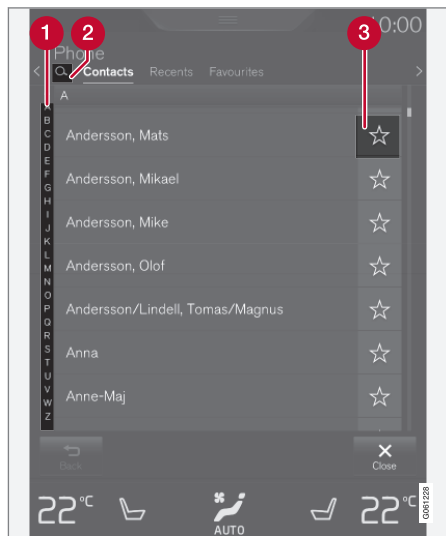 10:00
1
2
3
Phone
Contacts Recents Favourites
A
A
B
C
D
E
F
G
H
I
J
K
L
M
N
O
P
Q
R
S
T
U
V
W
Z
Andersson, Mats
Andersson, Mikael
Andersson, Mike
Andersson, Olof
Andersson/Lindell, Tomas/Magnus
Anna
Anne-Maj
Back
Close
22°C
AUTO
22°C
G061228